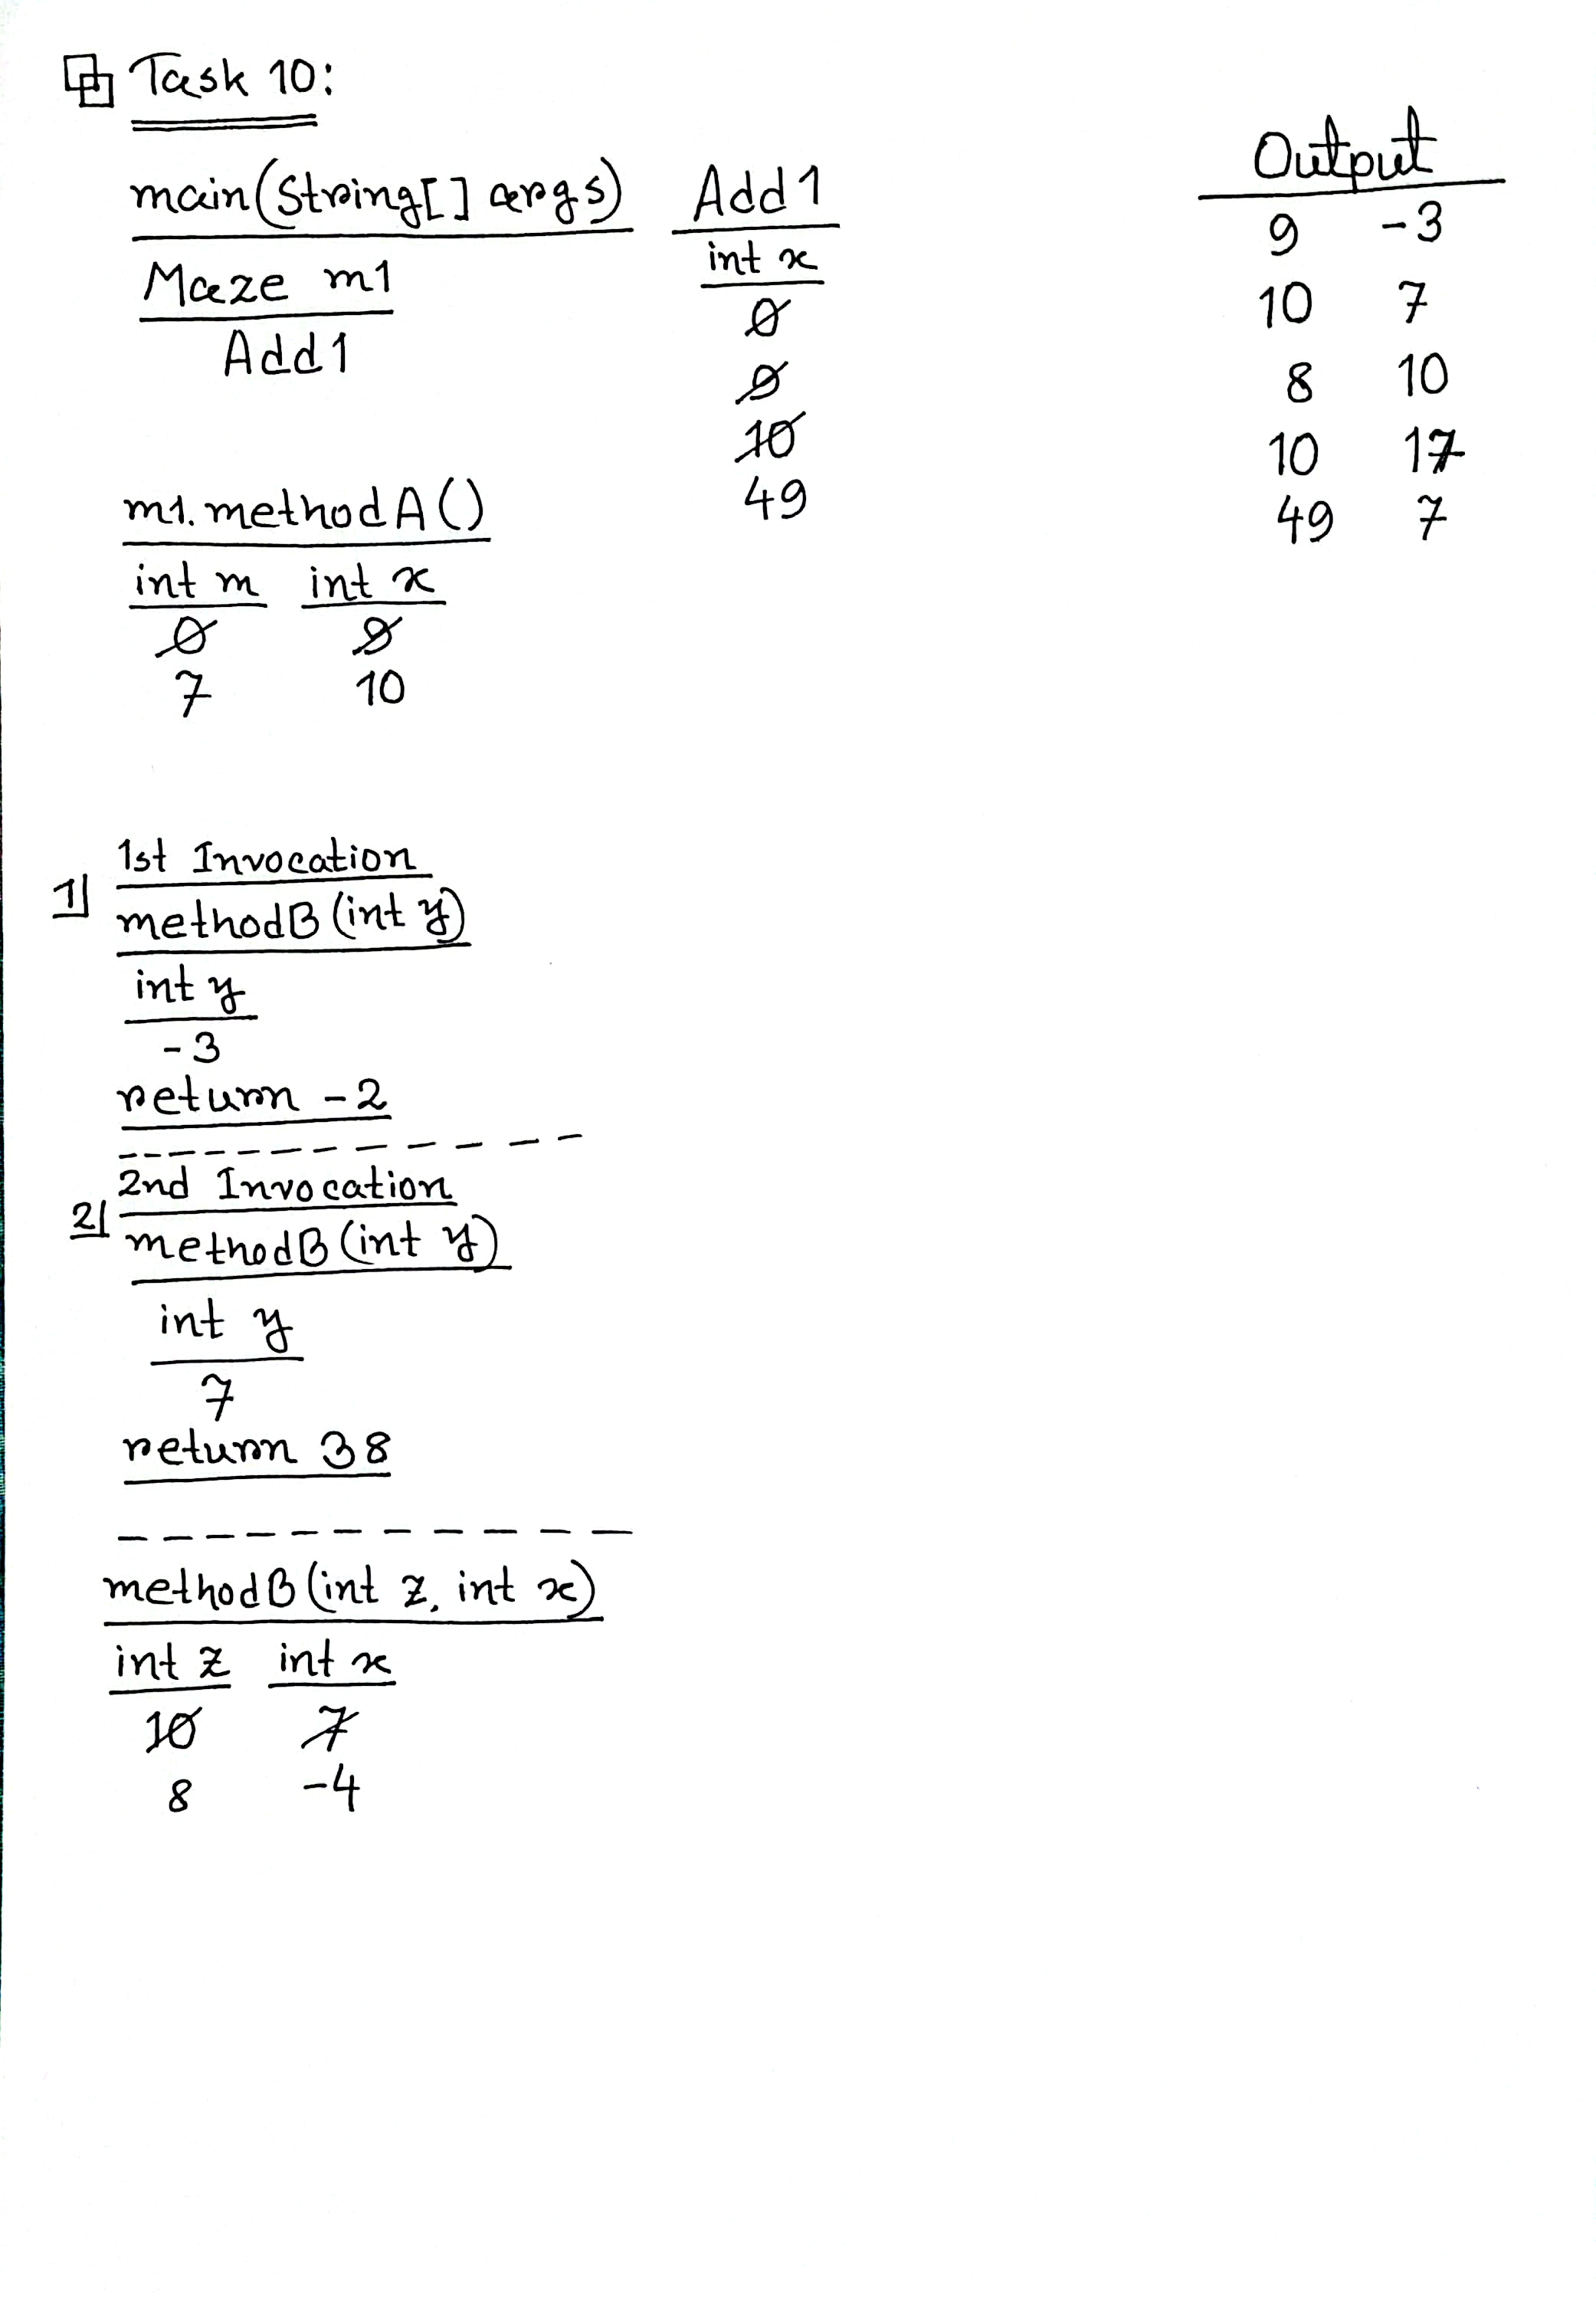 Task 10:
main(String[] args)
Maze m1
Add1
Add1
int x
0
9
10
49
Output
9 -3
10 7
8 10
10 17
49 7
m1.methodA()
int m int x
0 9
7 10
1|
1st Invocation
methodB(int y)
int y
-3
return -2
2|
2nd Invocation
methodB(int y)
int y
7
return 38
methodB(int z, int x)
int z int x
10 7
8 -4